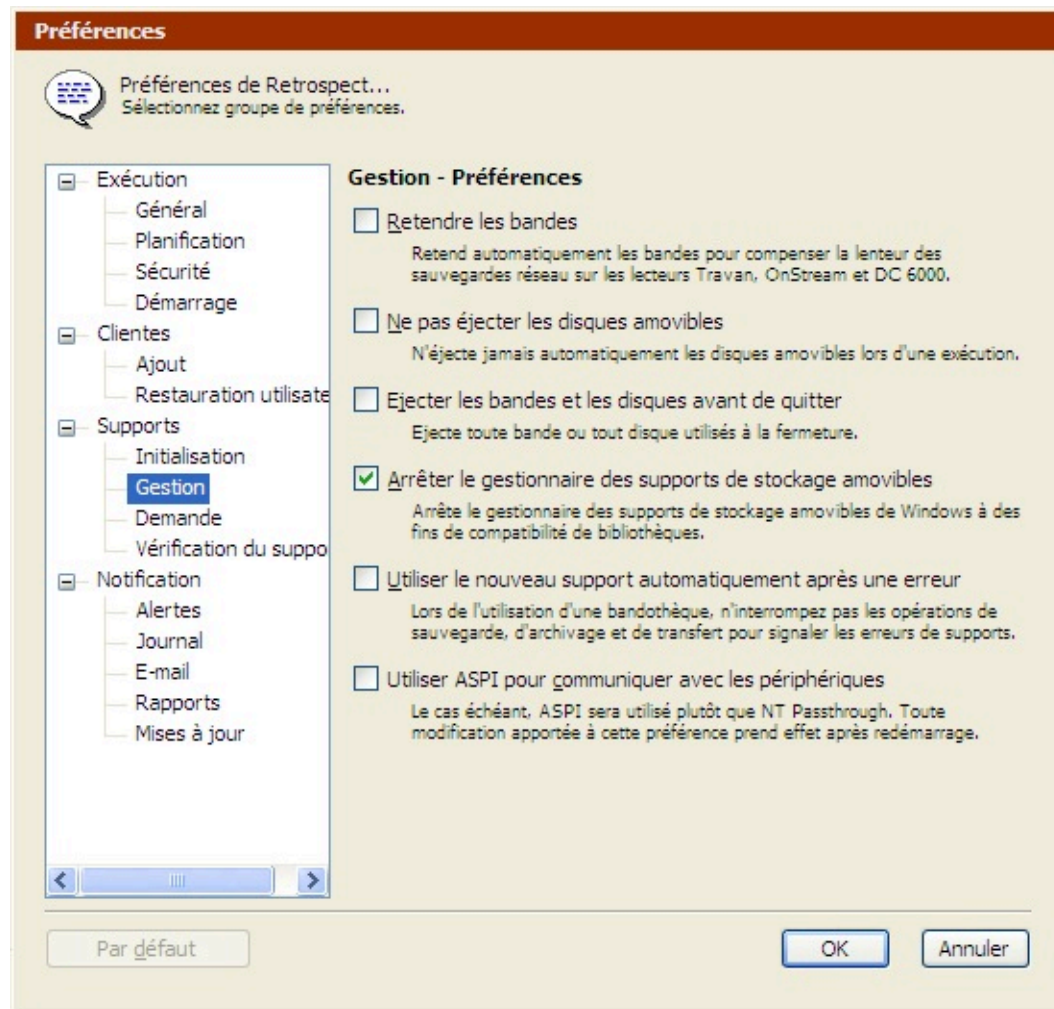 Préférences
Préférences de Retrospect...
Sélectionnez groupe de préférences.
Exécution
Général
Planification
Sécurité
Démarrage
Clientes
Ajout
Restauration utilisate
Supports
Initialisation
Gestion
Demande
Vérification du suppo
Notification
Alertes
Journal
E-mail
Rapports
Mises à jour
Gestion - Préférences
Retendre les bandes
Retend automatiquement les bandes pour compenser la lenteur des
sauvegardes réseau sur les lecteurs Travan, OnStream et DC 6000.
Ne pas éjecter les disques amovibles
N'éjecte jamais automatiquement les disques amovibles lors d'une exécution.
Ejecter les bandes et les disques avant de quitter
Ejecte toute bande ou tout disque utilisés à la fermeture.
Arrêter le gestionnaire des supports de stockage amovibles
Arrête le gestionnaire des supports de stockage amovibles de Windows à des
fins de compatibilité de bibliothèques.
Utiliser le nouveau support automatiquement après une erreur
Lors de l'utilisation d'une bandothèque, n'interrompez pas les opérations de
sauvegarde, d'archivage et de transfert pour signaler les erreurs de supports.
Utiliser ASPI pour communiquer avec les périphériques
Le cas échéant, ASPI sera utilisé plutôt que NT Passthrough. Toute
modification apportée à cette préférence prend effet après redémarrage.
Par défaut
OK
Annuler